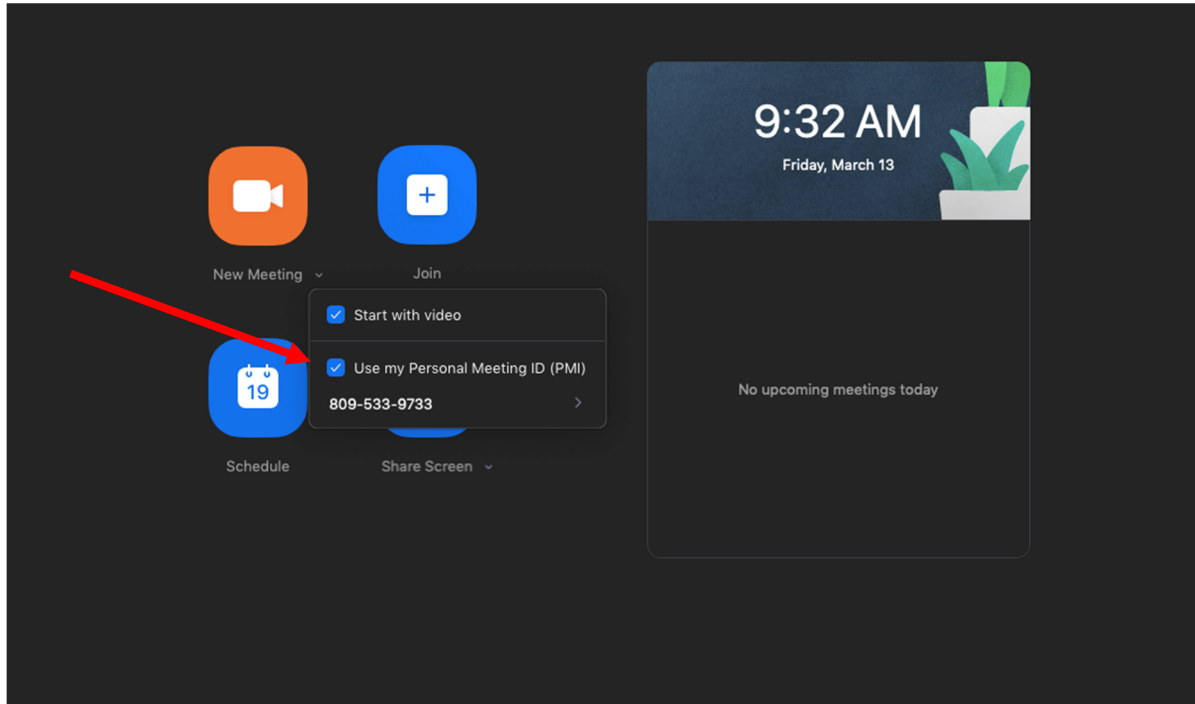 9:32 AM
Friday, March 13
New Meeting
Join
Start with video
Use my Personal Meeting ID (PMI)
809-533-9733
19
Schedule
Share Screen
No upcoming meetings today